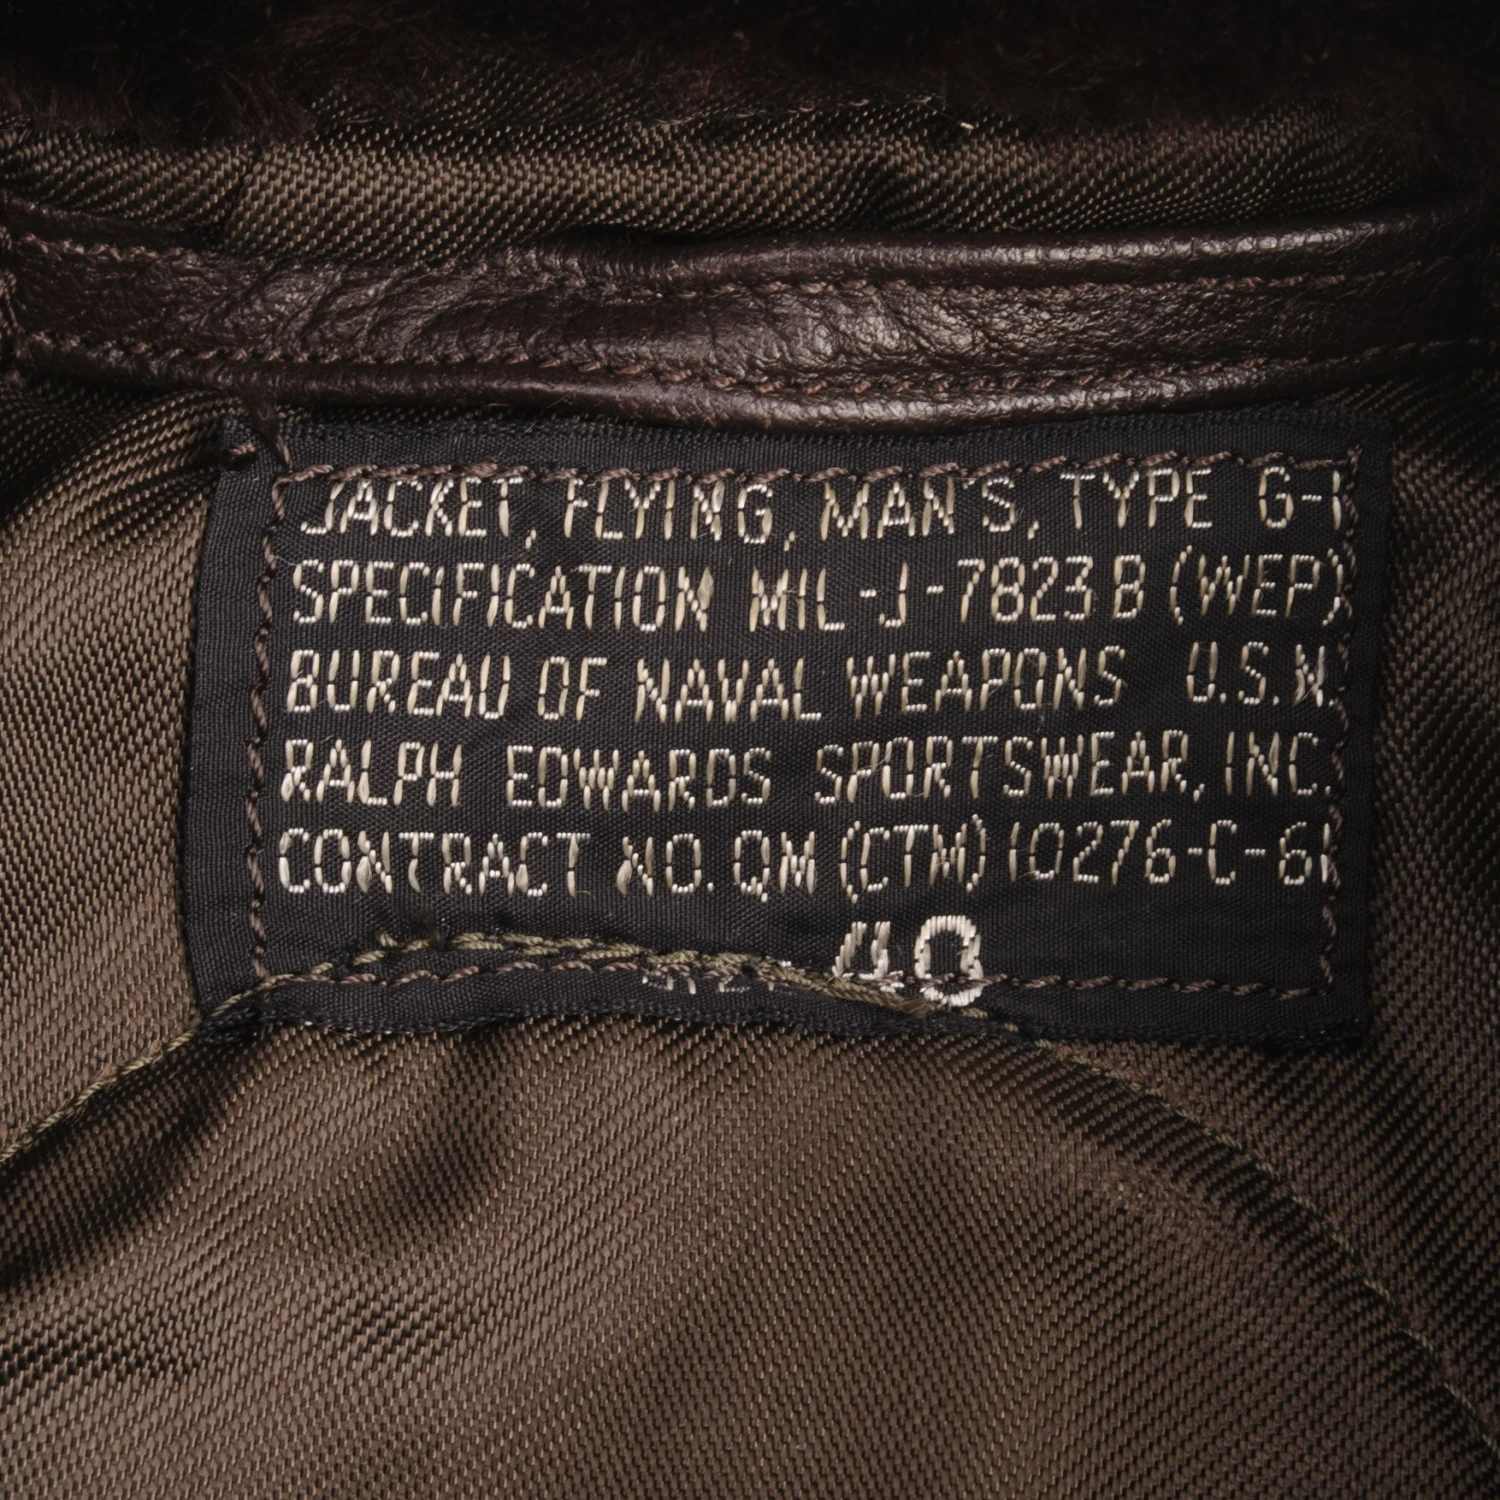 JACKET, FLYING, MAN'S, TYPE G-1
SPECIFICATION MIL-J-7823B (WEP)
BUREAU OF NAVAL WEAPONS U.S.N.
RALPH EDWARDS SPORTSWEAR, INC.
CONTRACT NO. QM (CTM) 10276-C-61
40